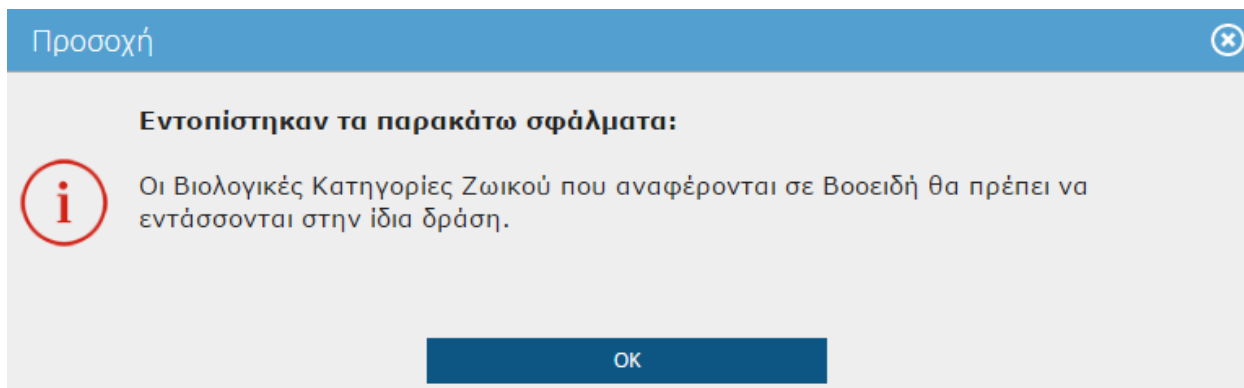 Προσοχή
Εντοπίστηκαν τα παρακάτω σφάλματα:
Οι Βιολογικές Κατηγορίες Ζωικού που αναφέρονται σε Βοοειδή θα πρέπει να
εντάσσονται στην ίδια δράση.
OK